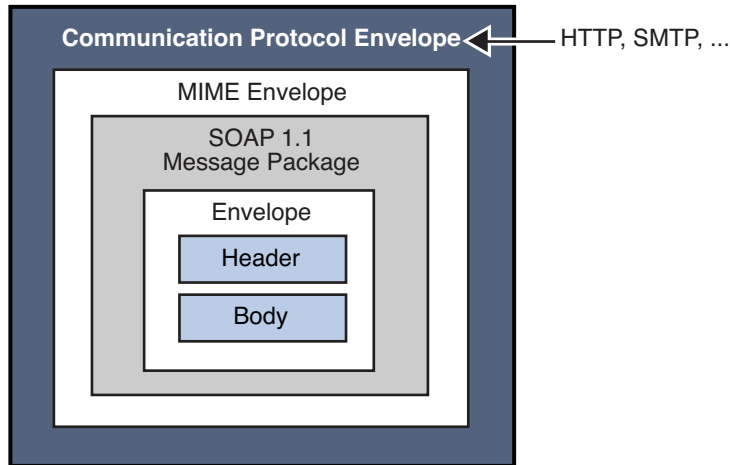 Communication Protocol Envelope
HTTP, SMTP, ...
MIME Envelope
SOAP 1.1
Message Package
Envelope
Header
Body